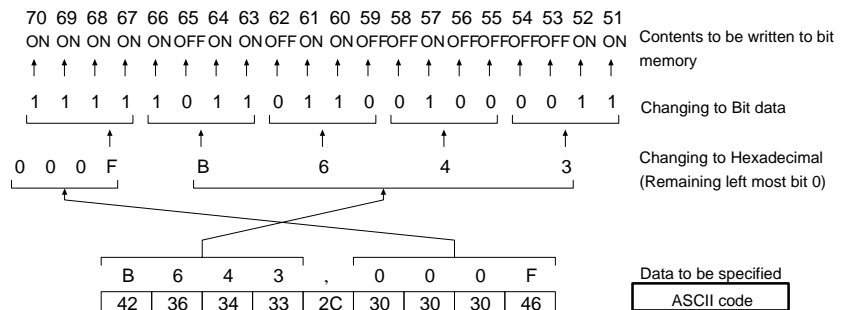 70 69 68 67 66 65 64 63 62 61 60 59 58 57 56 55 54 53 52 51
ON ON ON ON ON OFF ON ON OFF ON ON OFF OFF ON OFF OFF OFF OFF ON ON
Contents to be written to bit
memory
1 1 1 1 1 0 1 1 0 1 1 0 0 1 0 0 0 0 1 1
Changing to Bit data
0 0 0 F B 6 4 3
Changing to Hexadecimal
(Remaining left most bit 0)
B 6 4 3 , 0 0 0 F
Data to be specified
42 36 34 33 2C 30 30 30 46
ASCII code